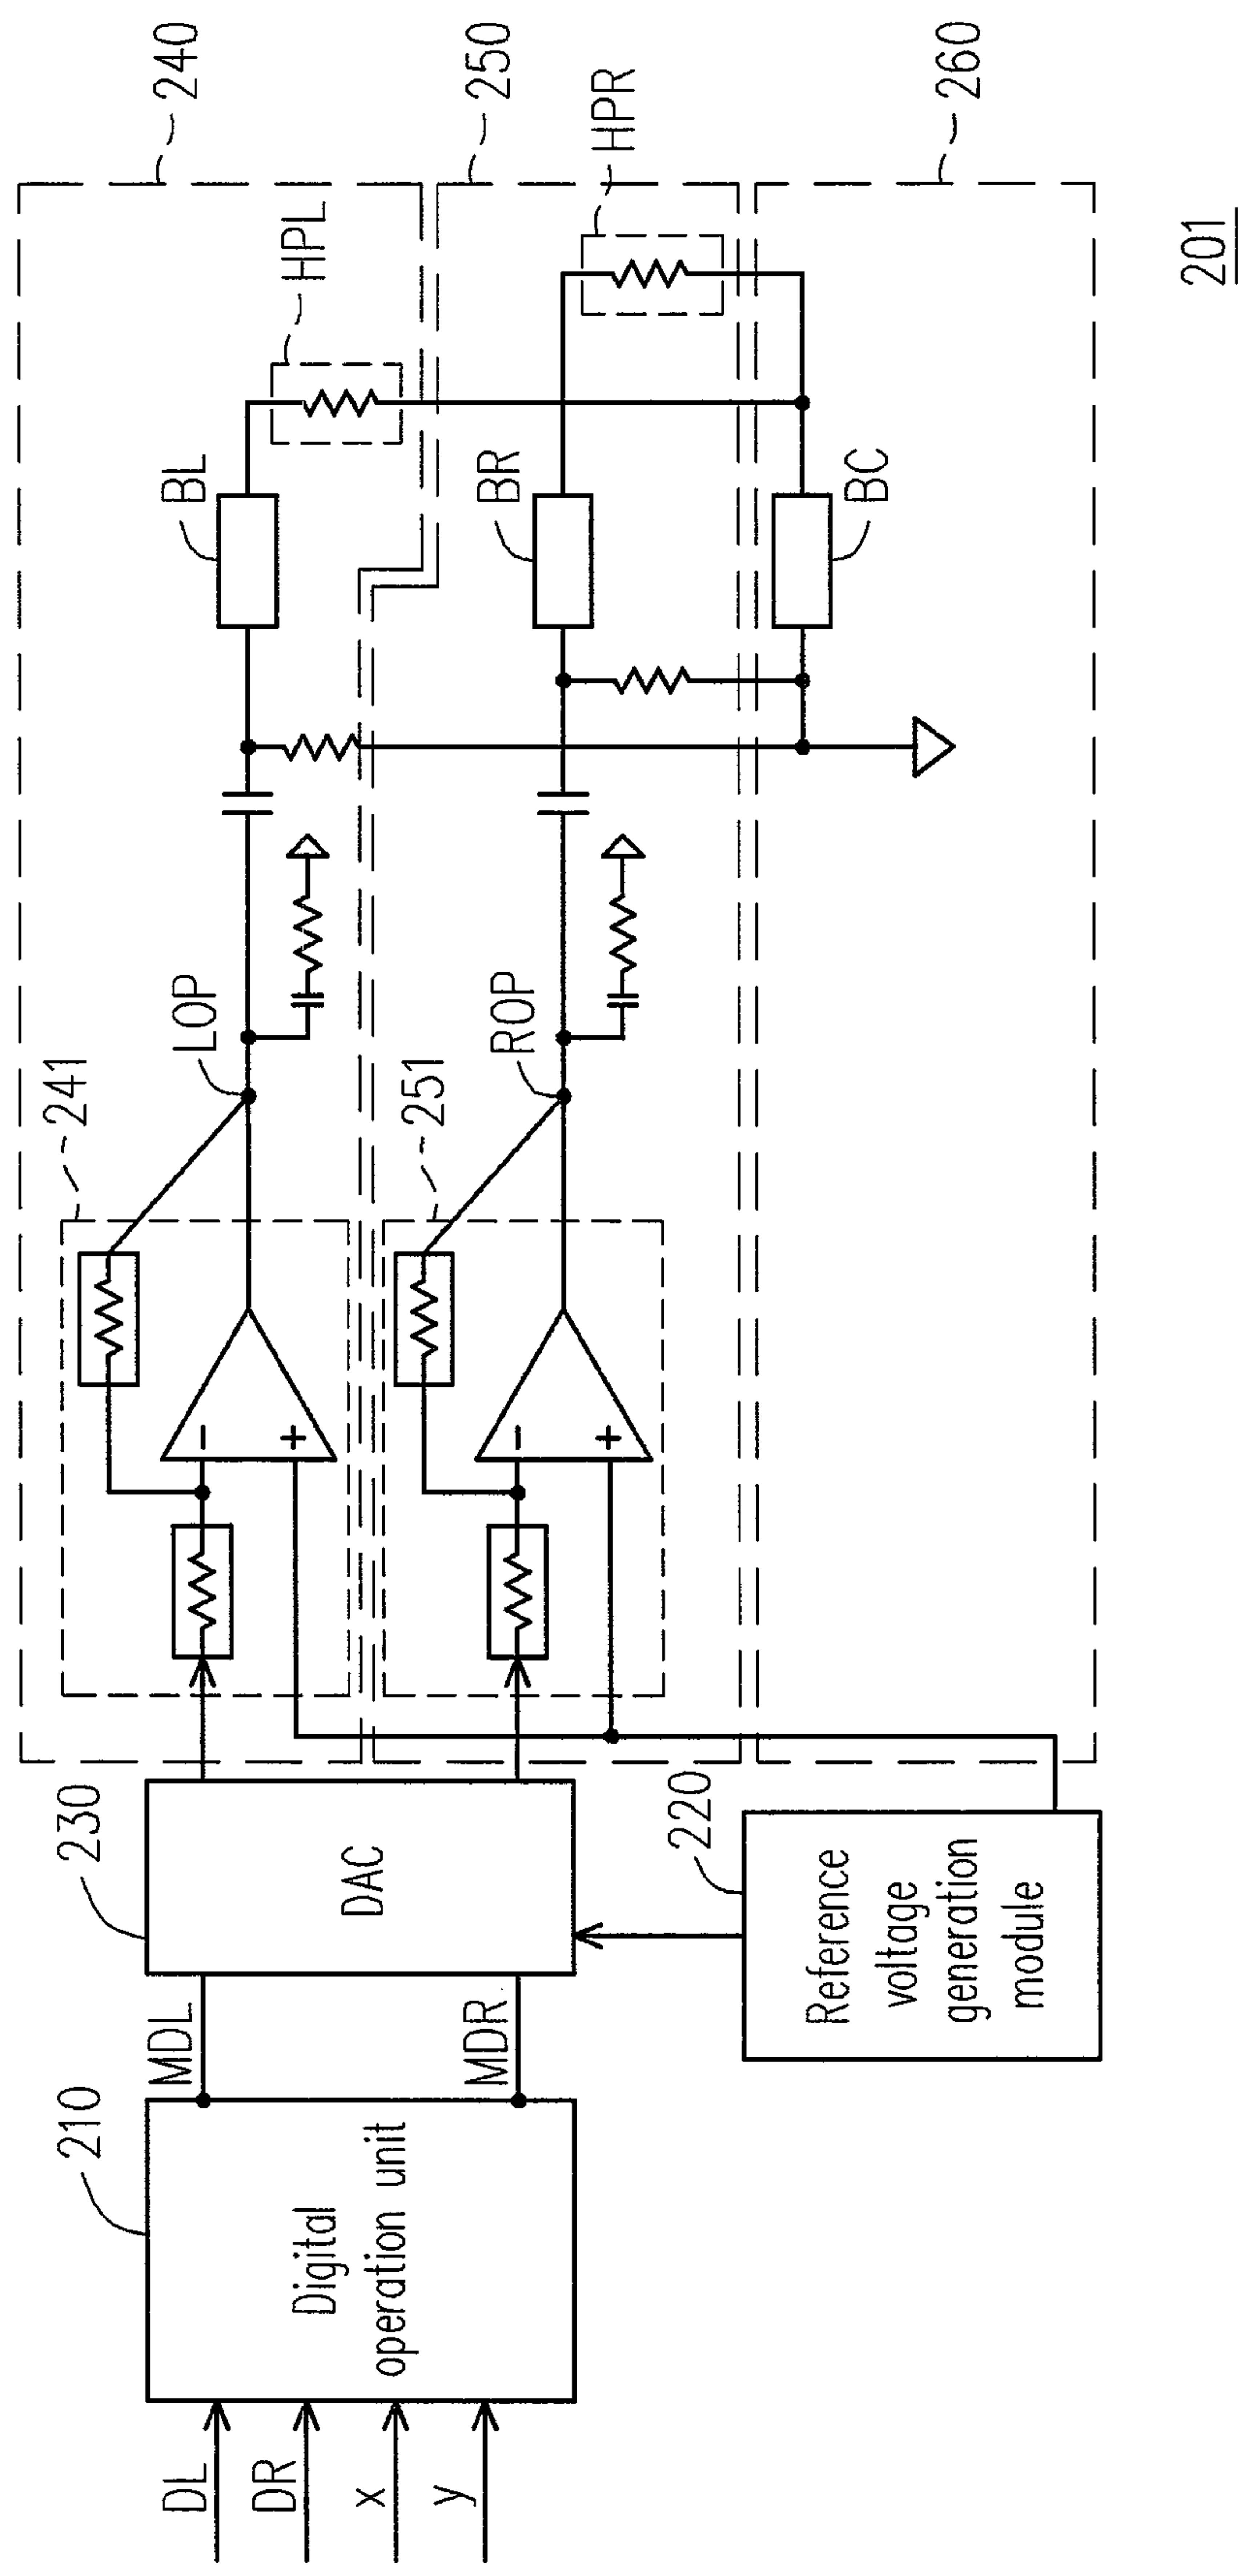 DL
DR
x
y
210
Digital
operation unit
MDL
MDR
230
DAC
220
Reference
voltage
generation
module
241
−
+
LOP
251
−
+
ROP
BL
BR
BC
HPL
HPR
240
250
260
201